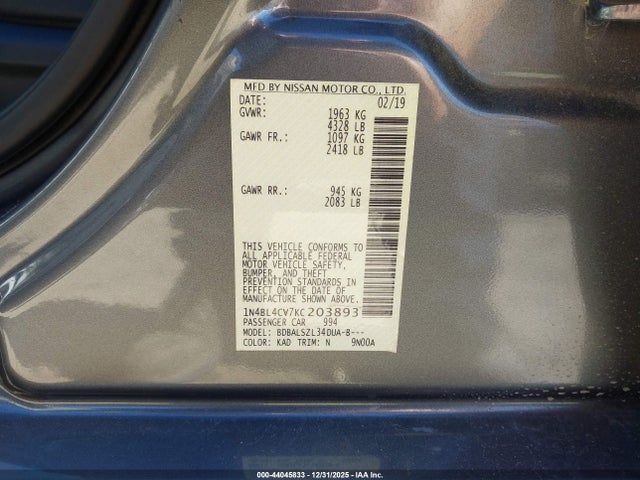 MFD BY NISSAN MOTOR CO., LTD.
DATE: 02/19
GVWR: 1963 KG
4328 LB
GAWR FR.: 1097 KG
2418 LB
GAWR RR.: 945 KG
2083 LB
THIS VEHICLE CONFORMS TO
ALL APPLICABLE FEDERAL
MOTOR VEHICLE SAFETY,
BUMPER, AND THEFT
PREVENTION STANDARDS IN
EFFECT ON THE DATE OF
MANUFACTURE SHOWN ABOVE.
1N4BL4CV7KC203893
PASSENGER CAR 994
MODEL: BDBALSZL34DUA-B---
COLOR: KAD TRIM: N 9N00A
000-44045833 - 12/31/2025 - IAA Inc.